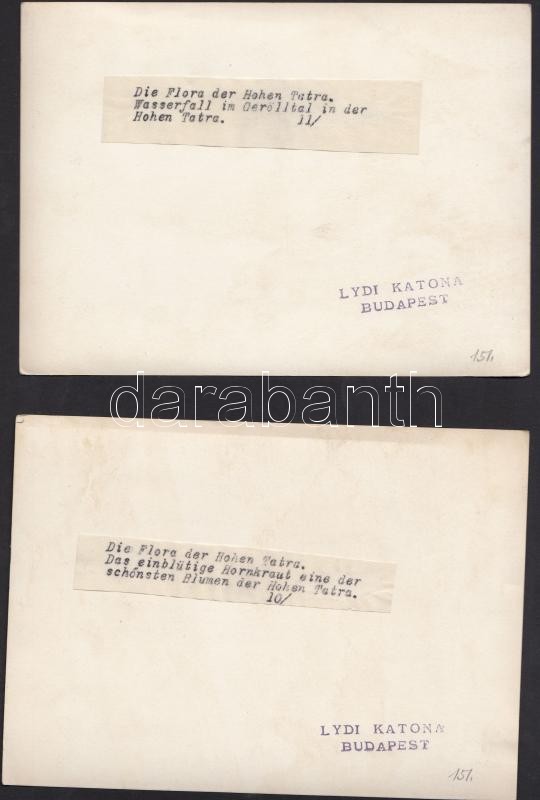 Die Flora der Hohen Tatra.
Wasserfall im Gerölltal in der
Hohen Tatra. 11/
LYDI KATONA
BUDAPEST
151.
darabanth
Die Flora der Hohen Tatra.
Das einblütige Hornkraut eine der
schönsten Blumen der Hohen Tatra.
10/
LYDI KATONA
BUDAPEST
151.